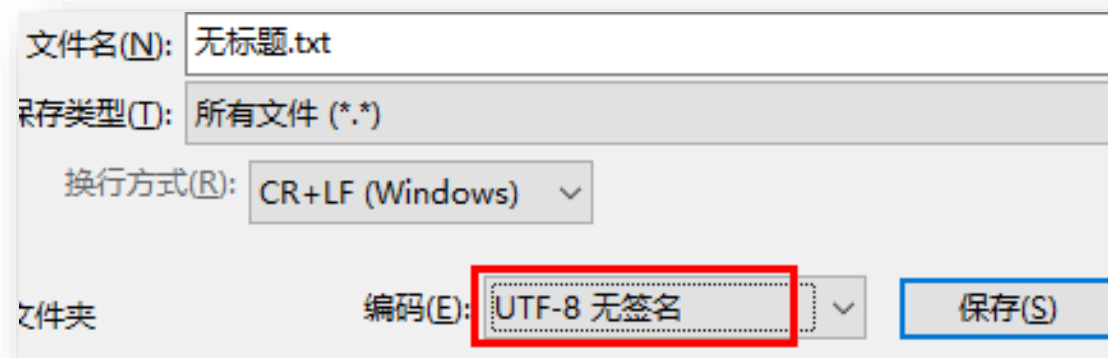 文件名(N): 无标题.txt
保存类型(T): 所有文件 (*.*)
换行方式(R): CR+LF (Windows)
文件夹 编码(E): UTF-8 无签名 保存(S)